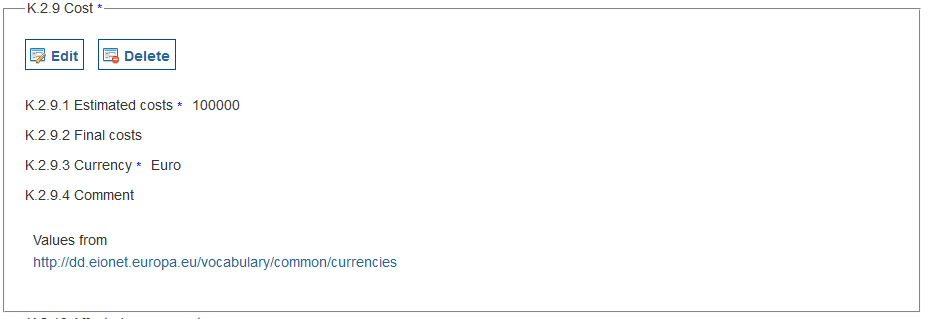 K.2.9 Cost *
Edit Delete
K.2.9.1 Estimated costs * 100000
K.2.9.2 Final costs
K.2.9.3 Currency * Euro
K.2.9.4 Comment
Values from
http://dd.eionet.europa.eu/vocabulary/common/currencies